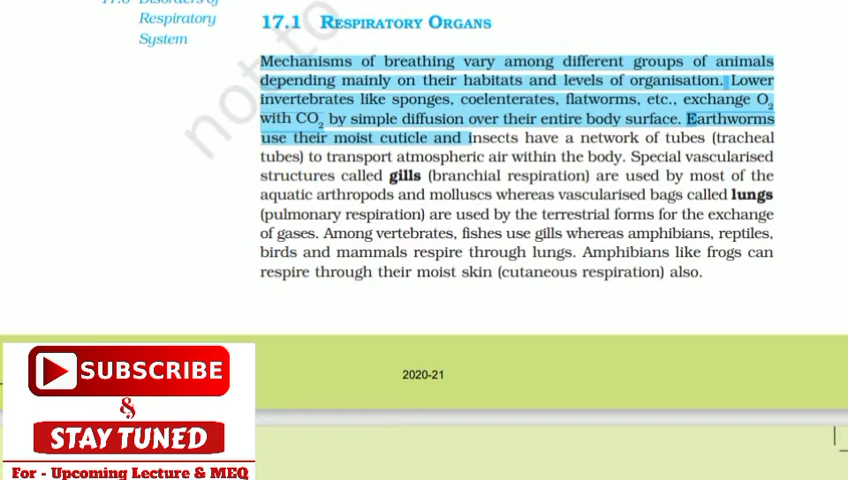 17.6 Disorders of
Respiratory
System
17.1 RESPIRATORY ORGANS
Mechanisms of breathing vary among different groups of animals
depending mainly on their habitats and levels of organisation. Lower
invertebrates like sponges, coelenterates, flatworms, etc., exchange O₂
with CO₂ by simple diffusion over their entire body surface. Earthworms
use their moist cuticle and insects have a network of tubes (tracheal
tubes) to transport atmospheric air within the body. Special vascularised
structures called gills (branchial respiration) are used by most of the
aquatic arthropods and molluscs whereas vascularised bags called lungs
(pulmonary respiration) are used by the terrestrial forms for the exchange
of gases. Among vertebrates, fishes use gills whereas amphibians, reptiles,
birds and mammals respire through lungs. Amphibians like frogs can
respire through their moist skin (cutaneous respiration) also.
not to
2020-21
SUBSCRIBE
&
STAY TUNED
For - Upcoming Lecture & MEQ